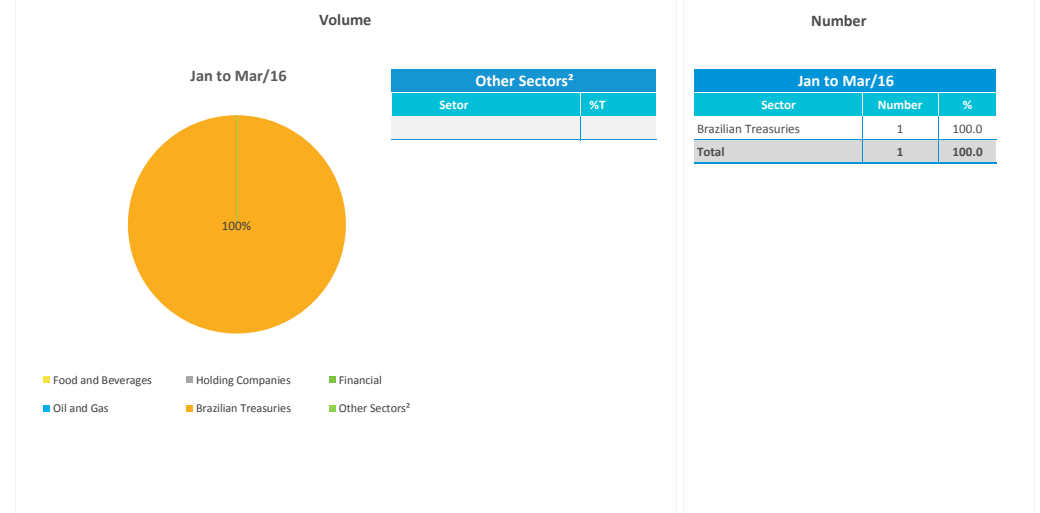 Volume
Number
Jan to Mar/16
Other Sectors²
Setor %T
100%
Food and Beverages
Holding Companies
Financial
Oil and Gas
Brazilian Treasuries
Other Sectors²
Jan to Mar/16
Sector Number %
Brazilian Treasuries 1 100.0
Total 1 100.0